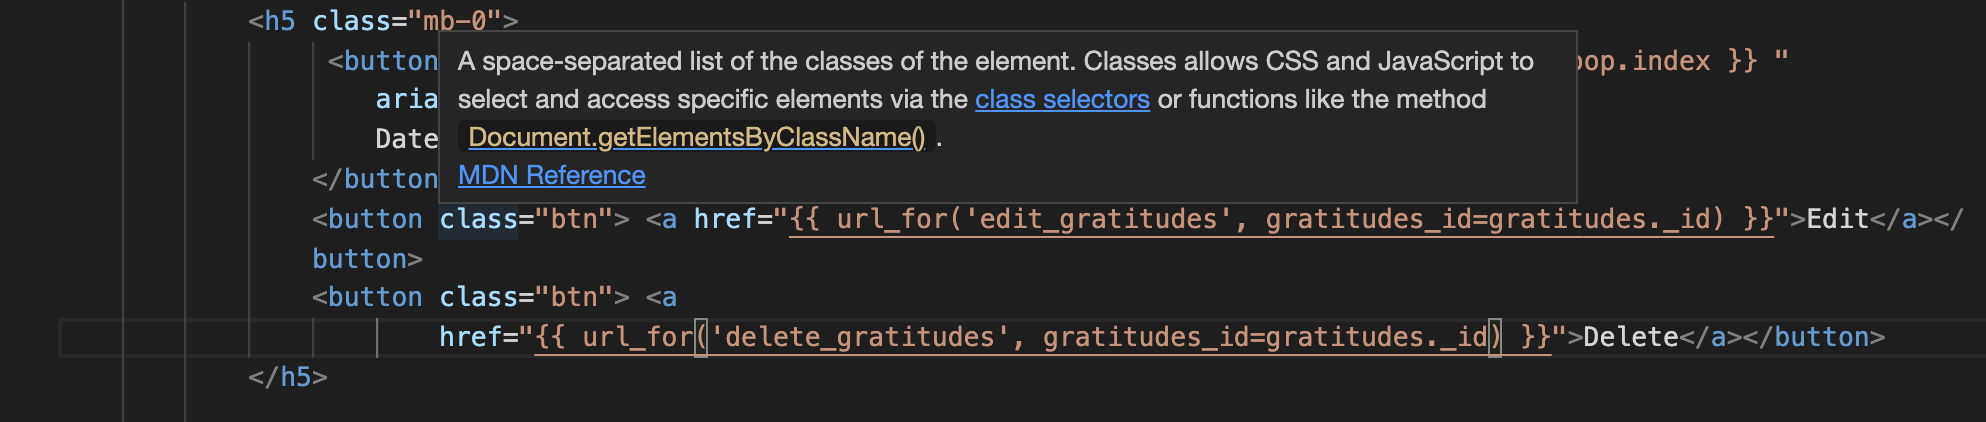 <h5 class="mb-0">
<button
A space-separated list of the classes of the element. Classes allows CSS and JavaScript to
op.index }} "
aria
select and access specific elements via the class selectors or functions like the method
Date
Document.getElementsByClassName() .
</button
MDN Reference
<button class="btn"> <a href="{{ url_for('edit_gratitudes', gratitudes_id=gratitudes._id) }}">Edit</a></
button>
<button class="btn"> <a
href="{{ url_for('delete_gratitudes', gratitudes_id=gratitudes._id) }}">Delete</a></button>
</h5>